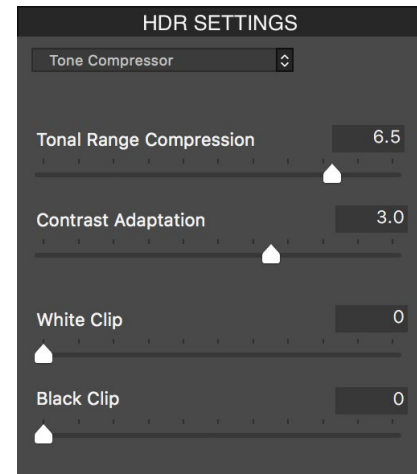 HDR SETTINGS
Tone Compressor
Tonal Range Compression 6.5
Contrast Adaptation 3.0
White Clip 0
Black Clip 0